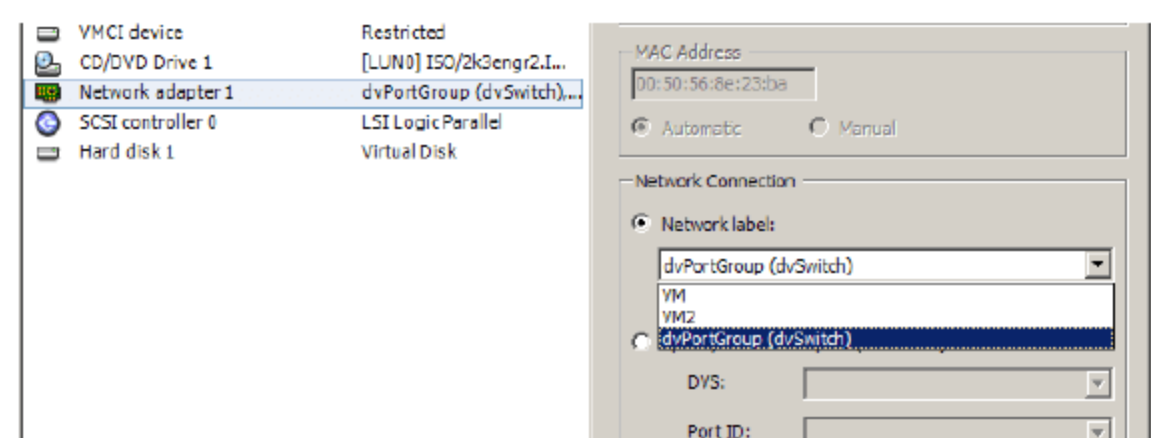 VMCI device Restricted
CD/DVD Drive 1 [LUN0] ISO/2k3engr2.I...
Network adapter 1 dvPortGroup (dvSwitch),...
SCSI controller 0 LSI Logic Parallel
Hard disk 1 Virtual Disk
MAC Address
00:50:56:8e:23:ba
Automatic Manual
Network Connection
Network label:
dvPortGroup (dvSwitch)
VM
VM2
dvPortGroup (dvSwitch)
DVS:
Port ID: